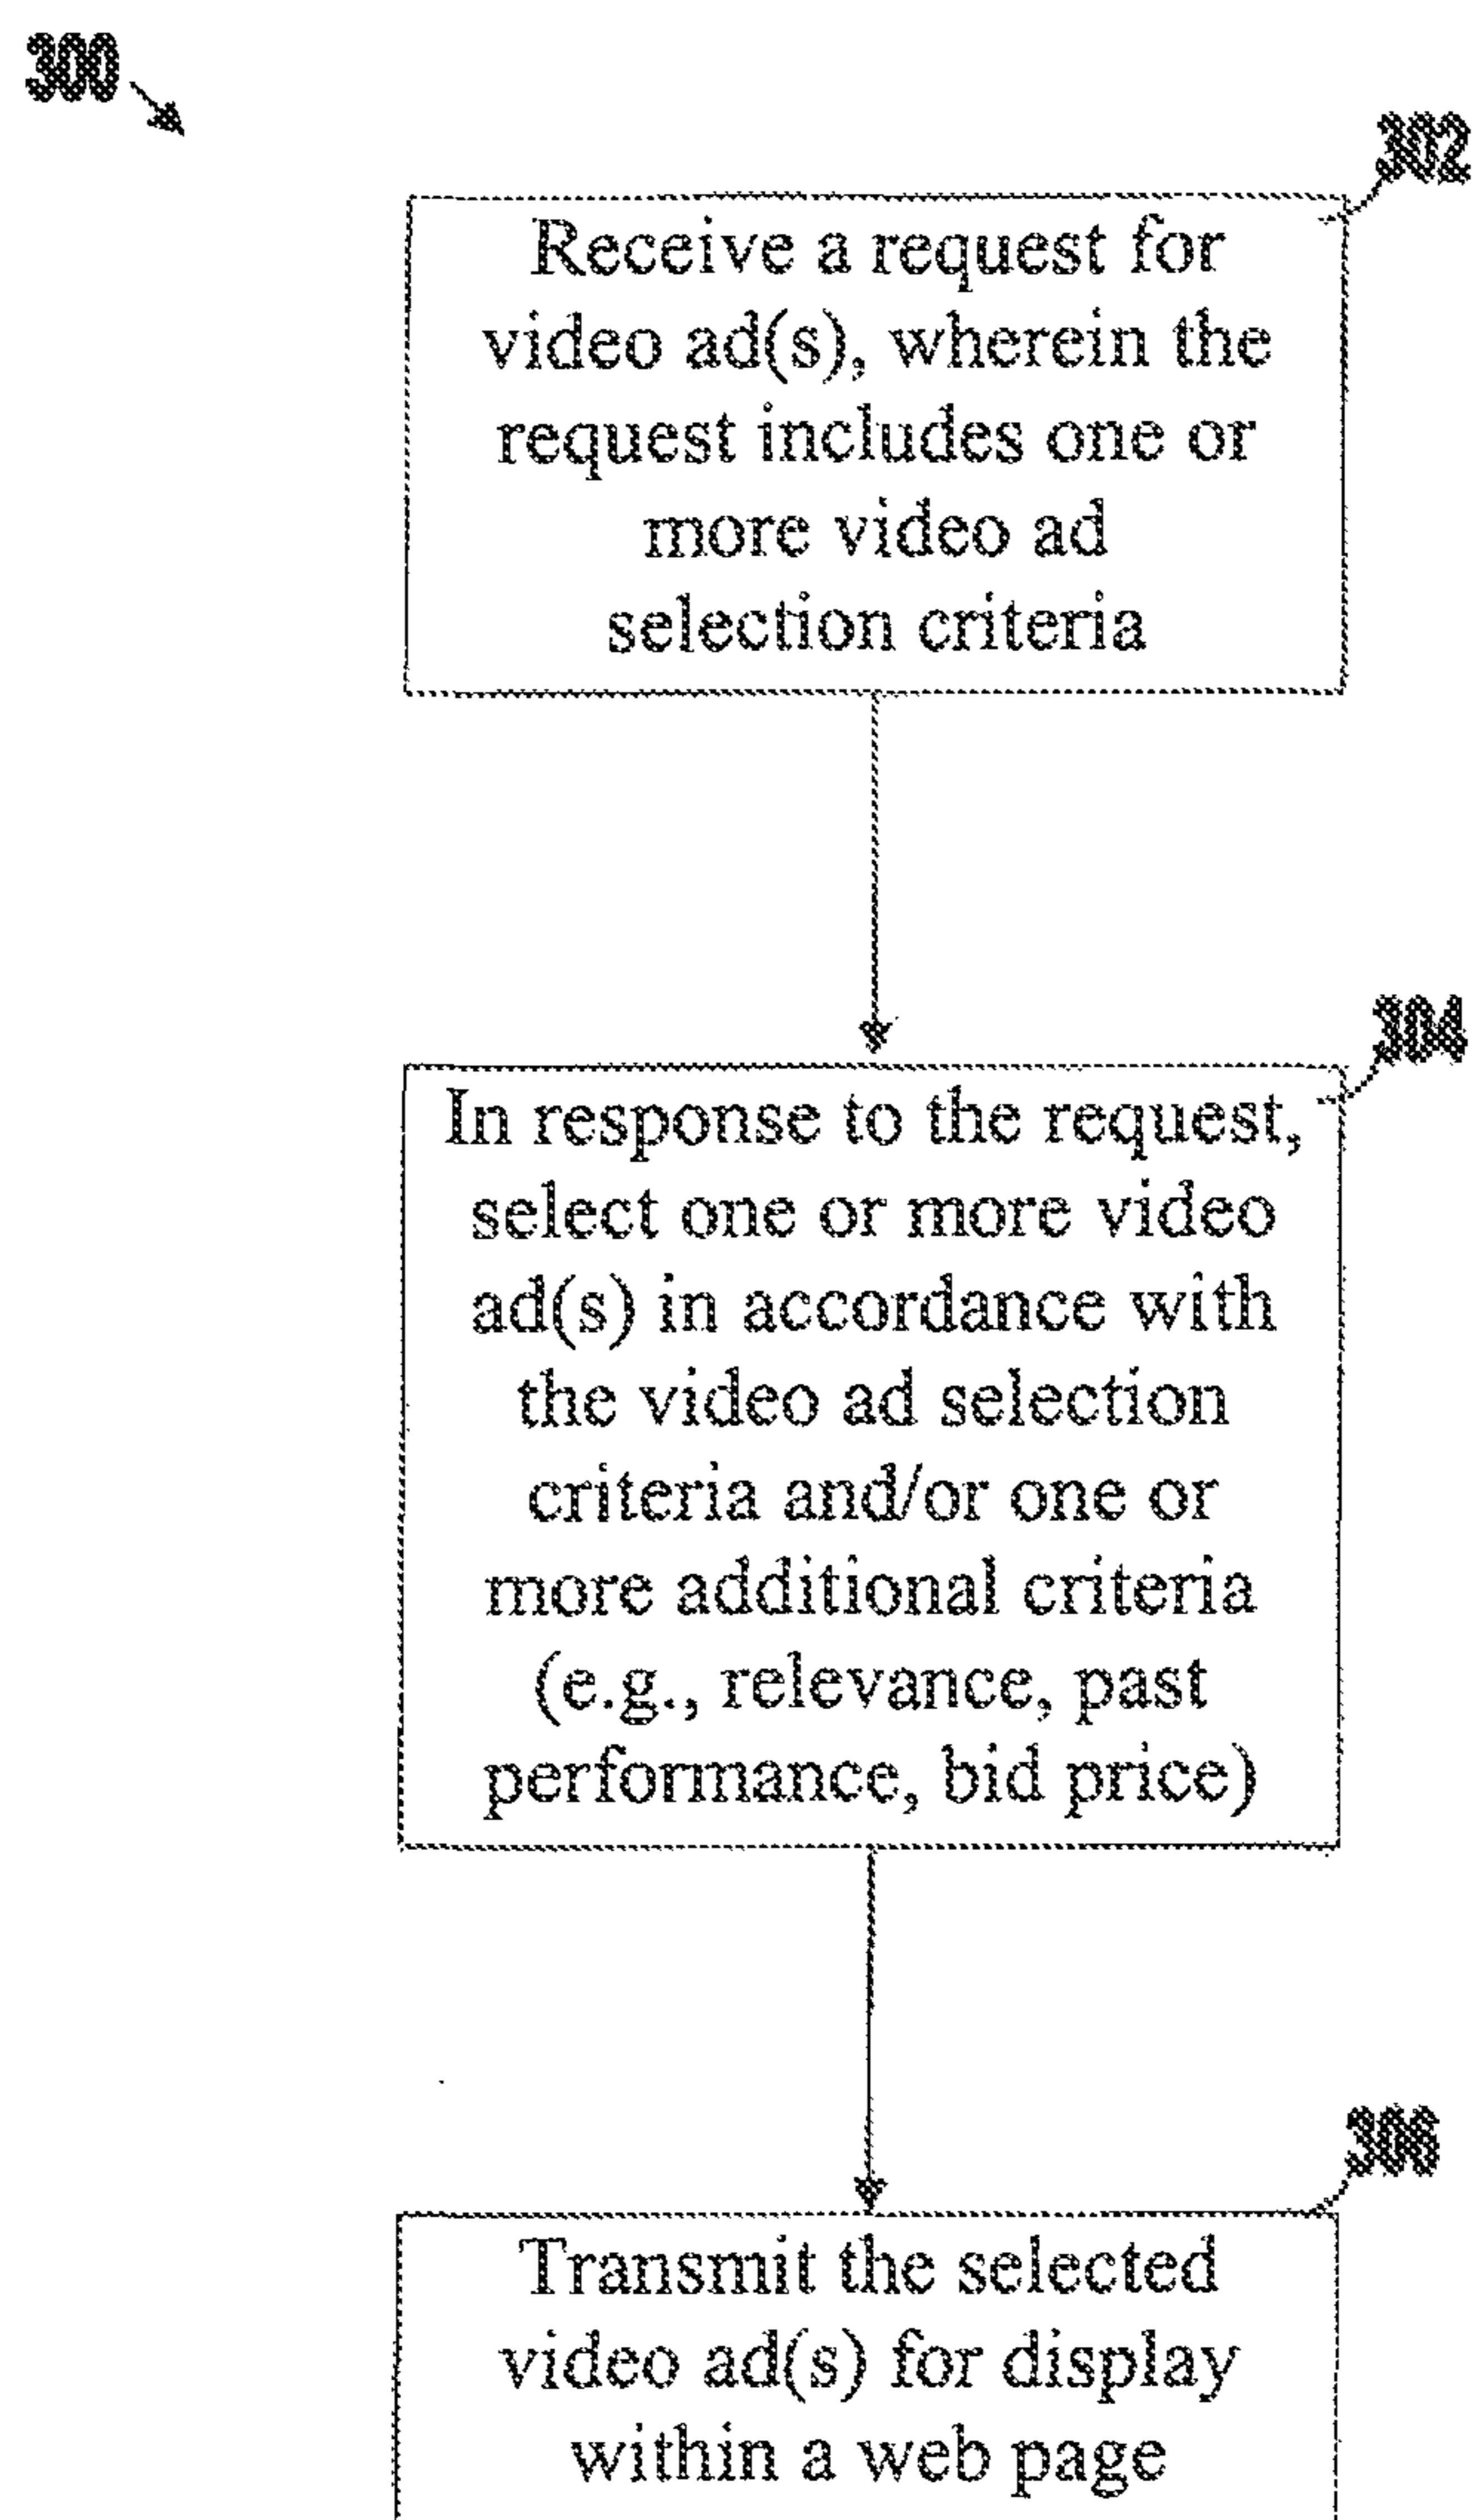 300
302
Receive a request for
video ad(s), wherein the
request includes one or
more video ad
selection criteria
304
In response to the request,
select one or more video
ad(s) in accordance with
the video ad selection
criteria and/or one or
more additional criteria
(e.g., relevance, past
performance, bid price)
306
Transmit the selected
video ad(s) for display
within a web page